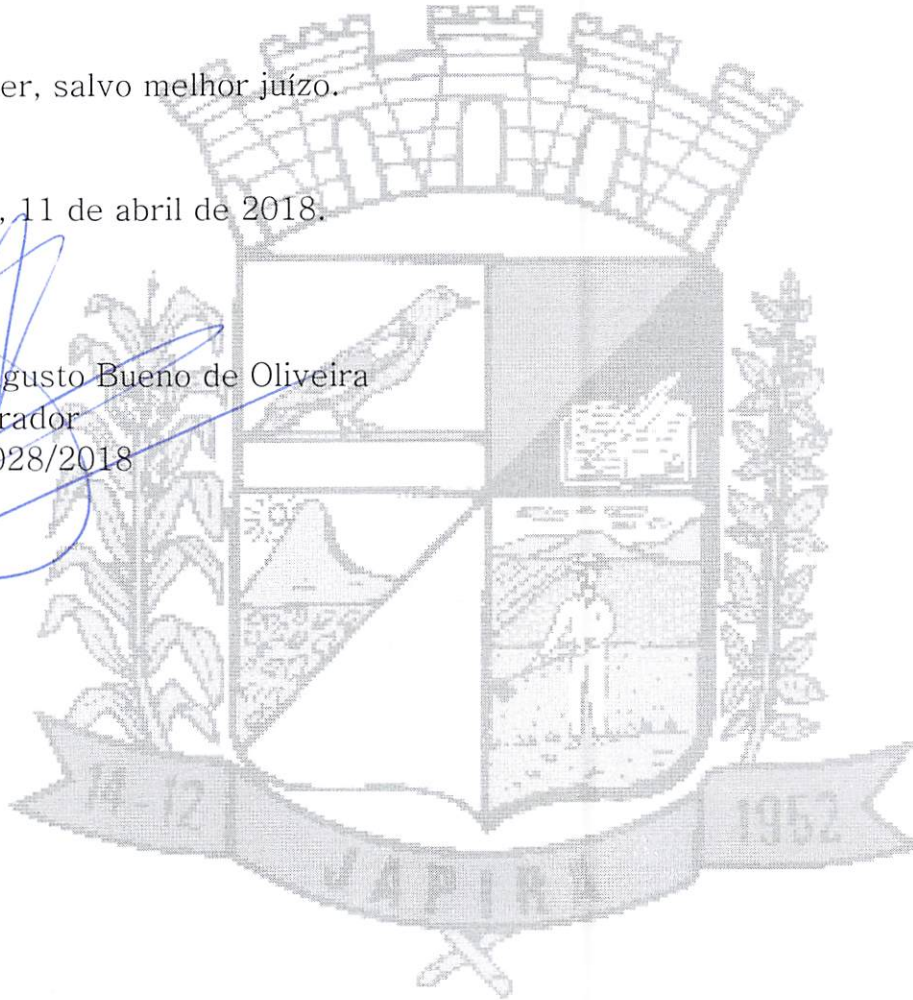 er, salvo melhor juízo.
, 11 de abril de 2018.
gusto Bueno de Oliveira
rador
028/2018
14-12
1952
JAPIRA